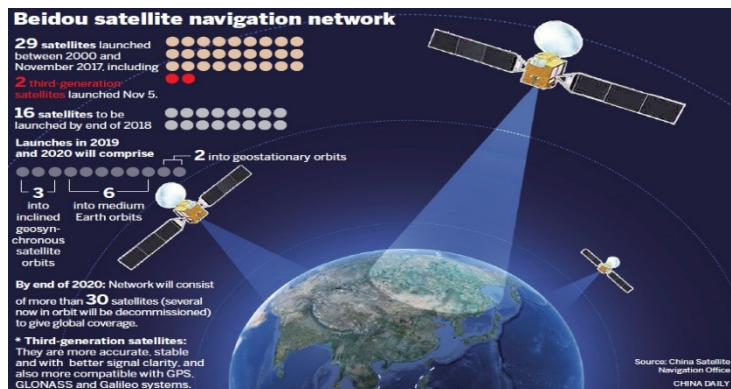 Beidou satellite navigation network
29 satellites launched
between 2000 and
November 2017, including
2 third-generation
satellites launched Nov 5.
16 satellites to be
launched by end of 2018
Launches in 2019
and 2020 will comprise
2 into geostationary orbits
3
into
inclined
geosyn-
chronous
satellite
orbits
6
into medium
Earth orbits
By end of 2020: Network will consist
of more than 30 satellites (several
now in orbit will be decommissioned)
to give global coverage.
* Third-generation satellites:
They are more accurate, stable
and with better signal clarity, and
also more compatible with GPS,
GLONASS and Galileo systems.
Source: China Satellite
Navigation Office
CHINA DAILY